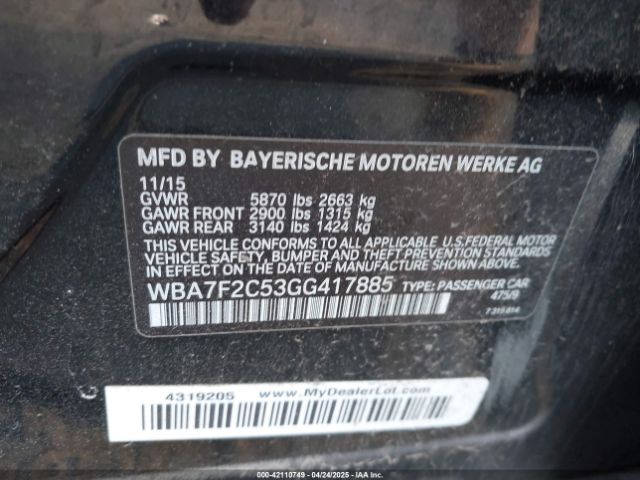 MFD BY BAYERISCHE MOTOREN WERKE AG
11/15
GVWR 5870 lbs 2663 kg
GAWR FRONT 2900 lbs 1315 kg
GAWR REAR 3140 lbs 1424 kg
THIS VEHICLE CONFORMS TO ALL APPLICABLE U.S. FEDERAL MOTOR
VEHICLE SAFETY, BUMPER AND THEFT PREVENTION STANDARDS
IN EFFECT ON THE DATE OF MANUFACTURE SHOWN ABOVE.
WBA7F2C53GG417885 TYPE: PASSENGER CAR
475/9
7315814
4319205 www.MyDealerLot.com
000-42110749 - 04/24/2025 - IAA Inc.